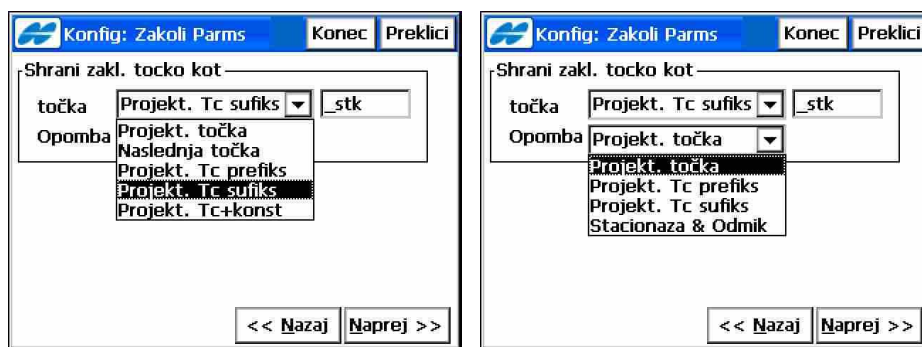 Konfig: Zakoli Parms Konec Preklici
Shrani zakl. tocko kot
točka Projekt. Tc sufiks _stk
Opomba
Projekt. točka
Naslednja točka
Projekt. Tc prefiks
Projekt. Tc sufiks
Projekt. Tc+konst
<< Nazaj Naprej >>
Konfig: Zakoli Parms Konec Preklici
Shrani zakl. tocko kot
točka Projekt. Tc sufiks _stk
Opomba Projekt. točka
Projekt. točka
Projekt. Tc prefiks
Projekt. Tc sufiks
Stacionaza & Odmik
<< Nazaj Naprej >>